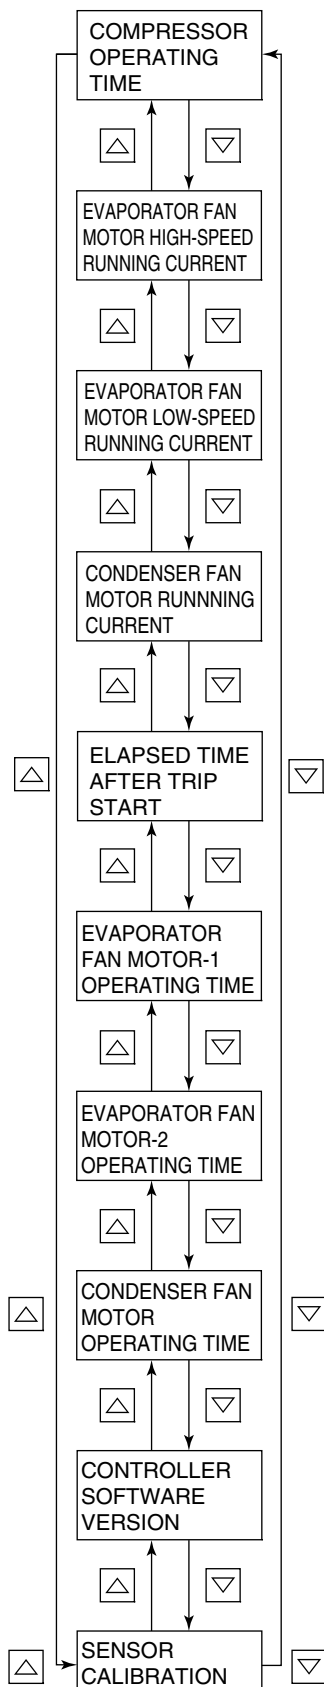 COMPRESSOR
OPERATING
TIME
EVAPORATOR FAN
MOTOR HIGH-SPEED
RUNNING CURRENT
EVAPORATOR FAN
MOTOR LOW-SPEED
RUNNING CURRENT
CONDENSER FAN
MOTOR RUNNNING
CURRENT
ELAPSED TIME
AFTER TRIP
START
EVAPORATOR
FAN MOTOR-1
OPERATING TIME
EVAPORATOR FAN
MOTOR-2
OPERATING TIME
CONDENSER FAN
MOTOR
OPERATING TIME
CONTROLLER
SOFTWARE
VERSION
SENSOR
CALIBRATION